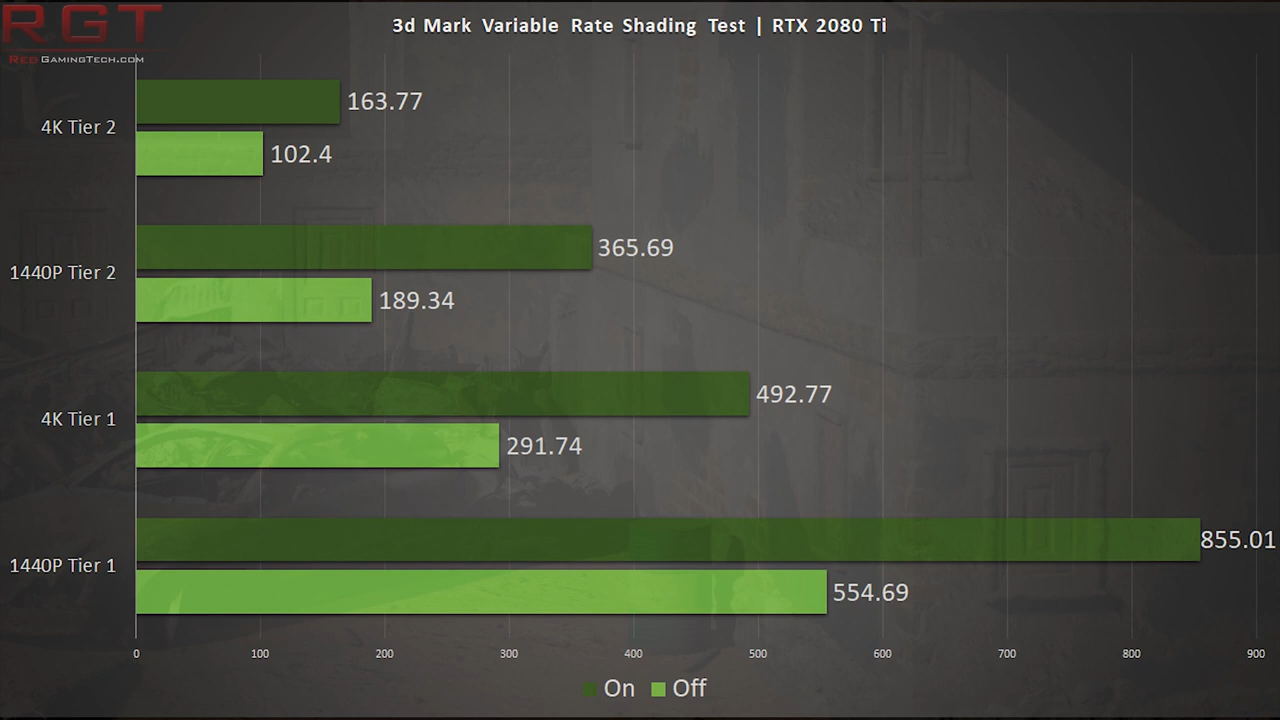 RGT
REDGAMINGTECH.COM
3d Mark Variable Rate Shading Test | RTX 2080 Ti
4K Tier 2
163.77
102.4
1440P Tier 2
365.69
189.34
4K Tier 1
492.77
291.74
1440P Tier 1
855.01
554.69
0 100 200 300 400 500 600 700 800 900
On Off